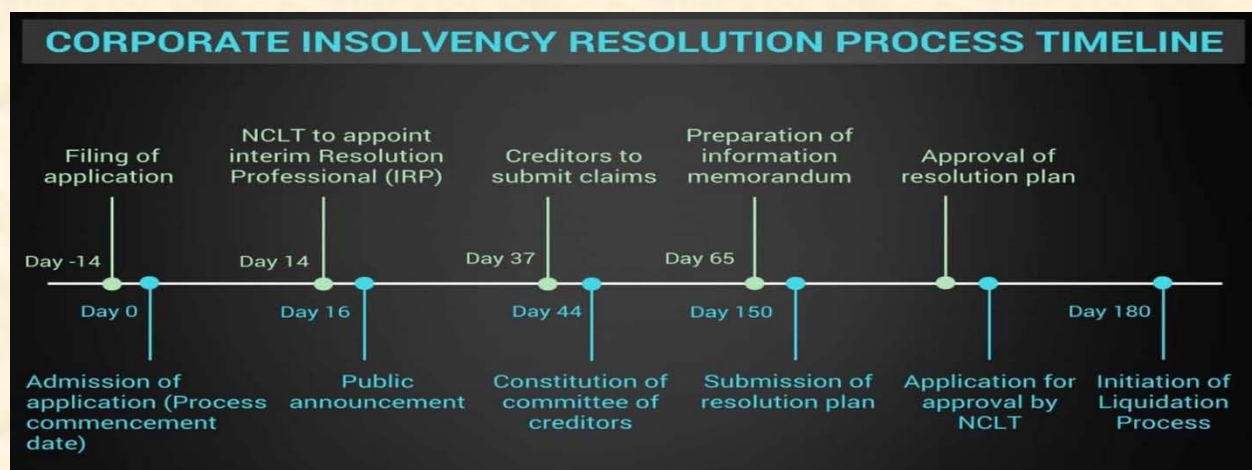 CORPORATE INSOLVENCY RESOLUTION PROCESS TIMELINE
Filing of
application
NCLT to appoint
interim Resolution
Professional (IRP)
Creditors to
submit claims
Preparation of
information
memorandum
Approval of
resolution plan
Day -14
Day 14
Day 37
Day 65
Day 0
Day 16
Day 44
Day 150
Day 180
Admission of
application (Process
commencement
date)
Public
announcement
Constitution of
committee of
creditors
Submission of
resolution plan
Application for
approval by
NCLT
Initiation of
Liquidation
Process